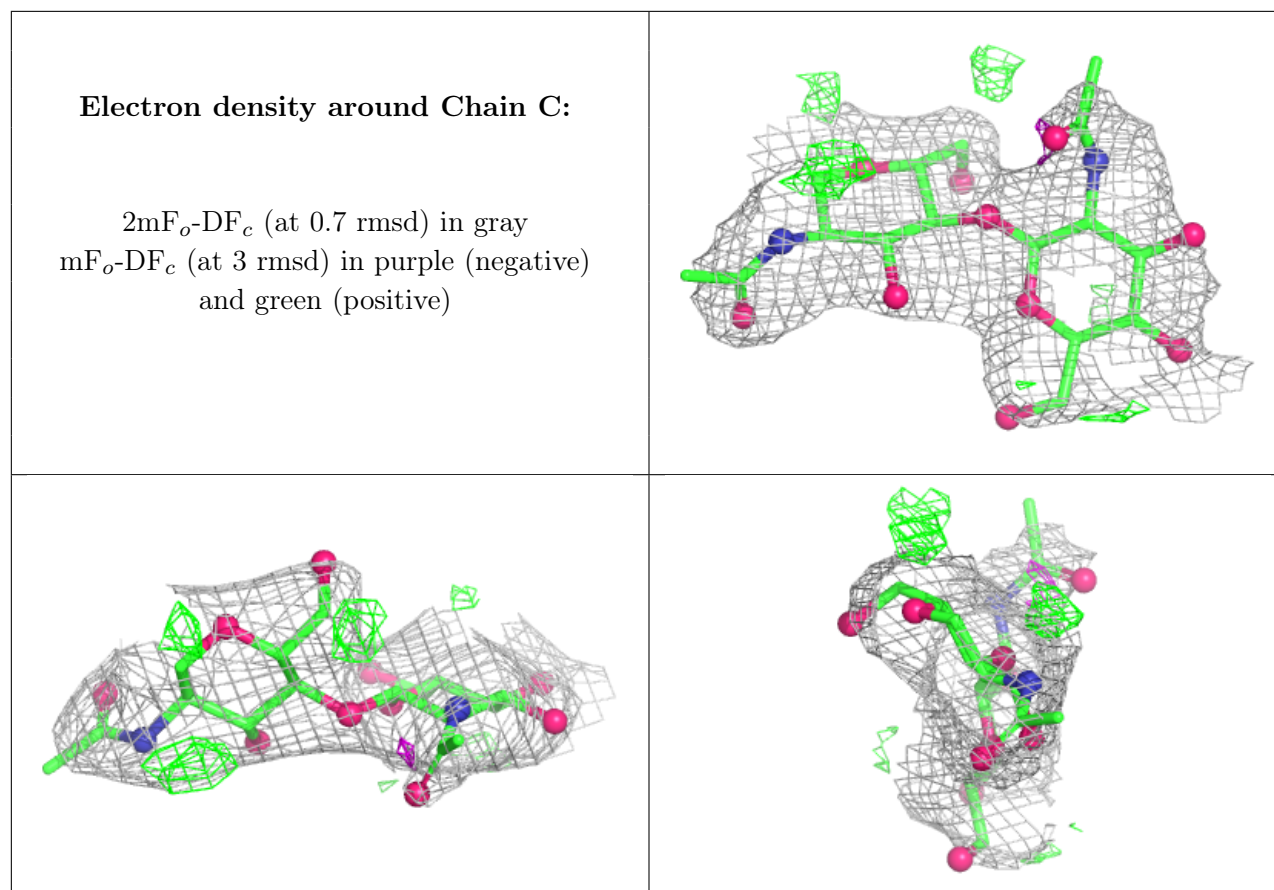 Electron density around Chain C:
2mFo-DFc (at 0.7 rmsd) in gray
mFo-DFc (at 3 rmsd) in purple (negative)
and green (positive)